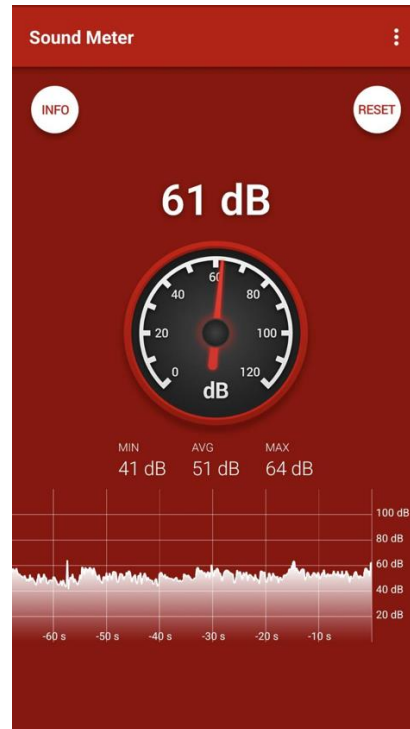 Sound Meter
INFO
RESET
61 dB
60
40 80
20 100
0 120
dB
MIN AVG MAX
41 dB 51 dB 64 dB
100 dB
80 dB
60 dB
40 dB
20 dB
-60 s -50 s -40 s -30 s -20 s -10 s